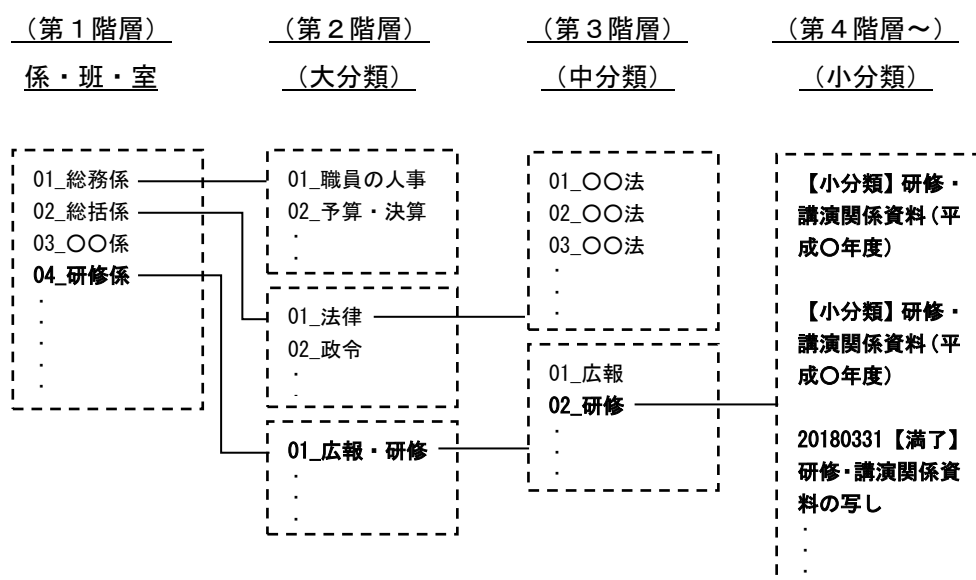 （第１階層）
係・班・室
（第２階層）
（大分類）
（第３階層）
（中分類）
（第４階層～）
（小分類）
01_総務係
02_総括係
03_〇〇係
04_研修係
・
・
・
・
01_職員の人事
02_予算・決算
・
・
01_法律
02_政令
・
・
01_広報・研修
・
・
・
01_〇〇法
02_〇〇法
03_〇〇法
・
・
・
01_広報
02_研修
・
・
・
【小分類】研修・
講演関係資料（平
成〇年度）
【小分類】研修・
講演関係資料（平
成〇年度）
20180331【満了】
研修・講演関係資
料の写し
・
・
・